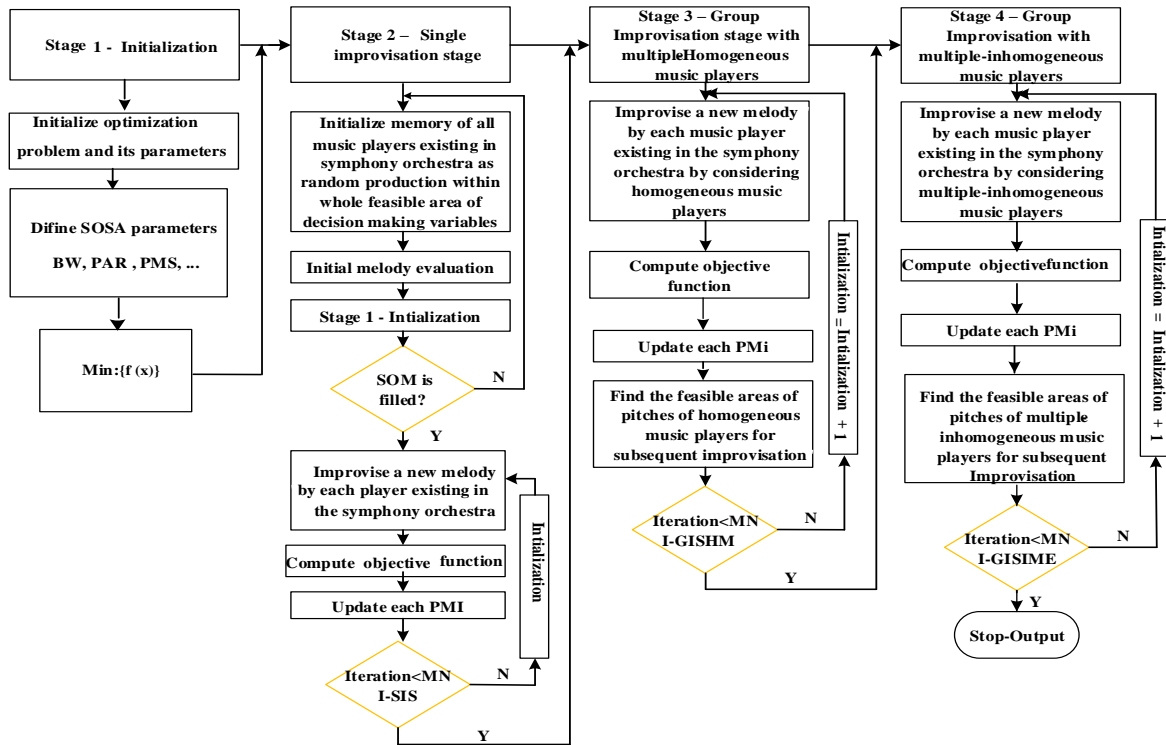 Stage 1 - Initialization
Initialize optimization
problem and its parameters
Difine SOSA parameters
BW, PAR , PMS, ...
Min:{f (x)}
Stage 2 – Single
improvisation stage
Initialize memory of all
music players existing in
symphony orchestra as
random production within
whole feasible area of
decision making variables
Initial melody evaluation
Stage 1 - Intialization
SOM is
filled?
N
Y
Improvise a new melody
by each player existing in
the symphony orchestra
Compute objective function
Update each PMI
Iteration<MN
I-SIS
N
Intialization
Y
Stage 3 – Group
Improvisation stage with
multipleHomogeneous
music players
Improvise a new melody
by each music player
existing in the symphony
orchestra by considering
homogeneous music
players
Compute objective
function
Update each PMi
Find the feasible areas of
pitches of homogeneous
music players for
subsequent improvisation
Iteration<MN
I-GISHM
N
Intialization = Intialization + 1
Y
Stage 4 – Group
Improvisation with
multiple-inhomogeneous
music players
Improvise a new melody
by each music player
existing in the symphony
orchestra by considering
multiple-inhomogeneous
music players
Compute objectivefunction
Update each PMi
Find the feasible areas of
pitches of multiple
inhomogeneous music
players for subsequent
Improvisation
Iteration<MN
I-GISIME
N
Intialization = Intialization + 1
Y
Stop-Output